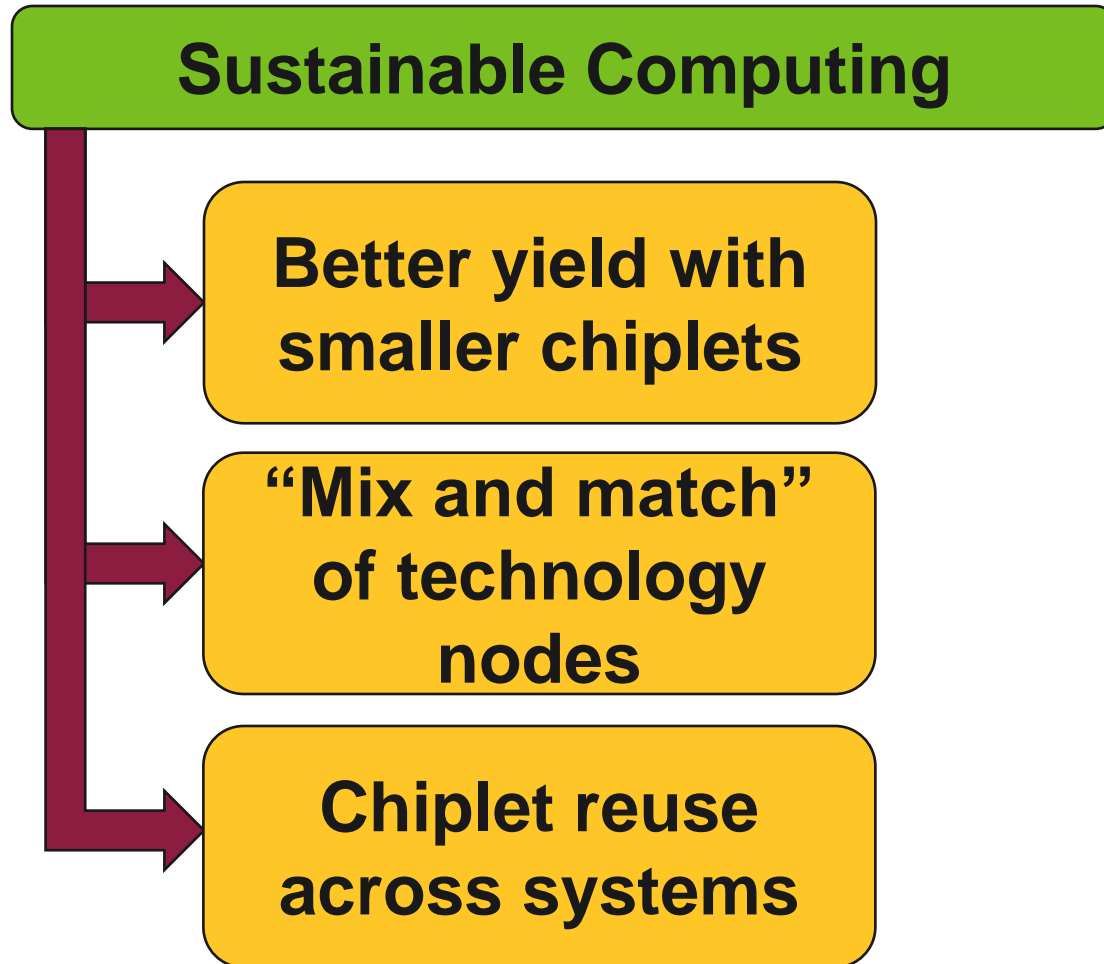 Sustainable Computing
Better yield with
smaller chiplets
“Mix and match”
of technology
nodes
Chiplet reuse
across systems